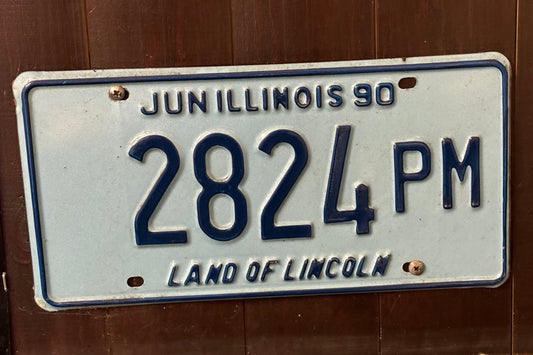 JUN ILLINOIS 90
2824 PM
LAND OF LINCOLN